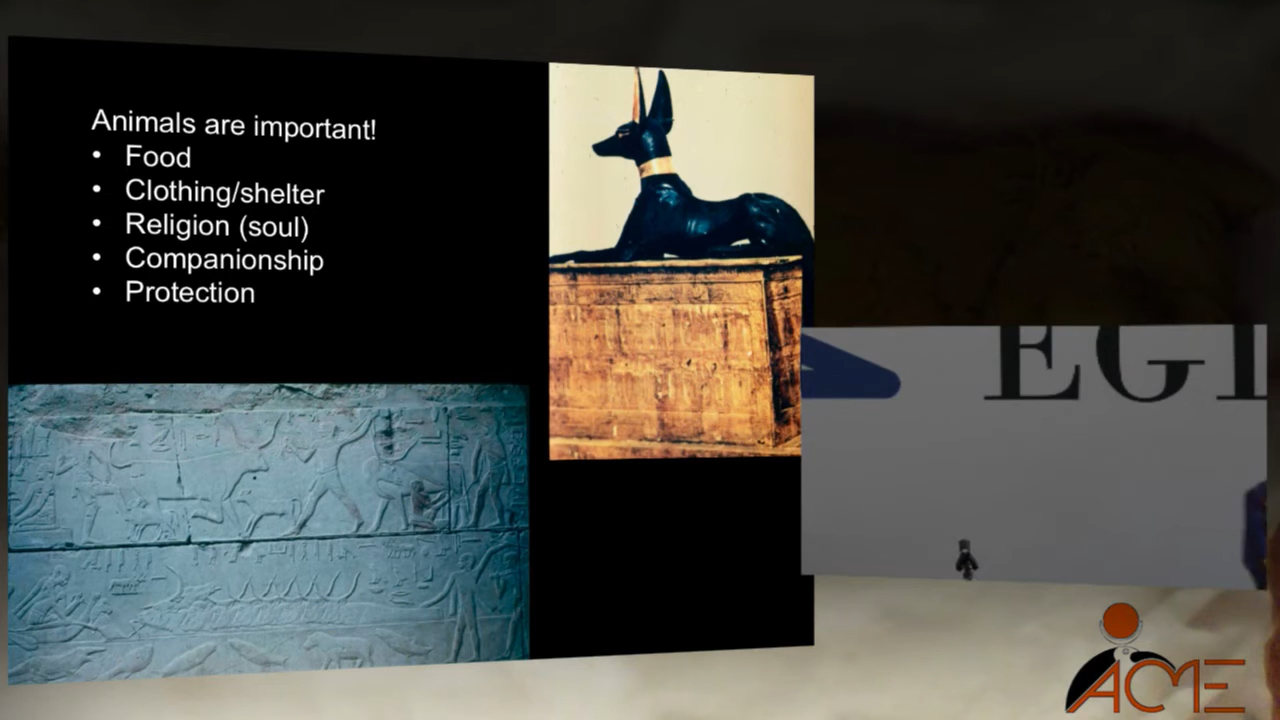 Animals are important!
• Food
• Clothing/shelter
• Religion (soul)
• Companionship
• Protection
EGI
ACME